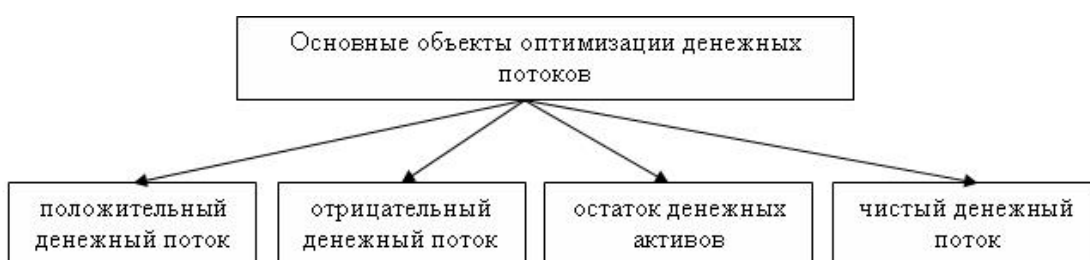 Основные объекты оптимизации денежных
потоков
положительный
денежный поток
отрицательный
денежный поток
остаток денежных
активов
чистый денежный
поток